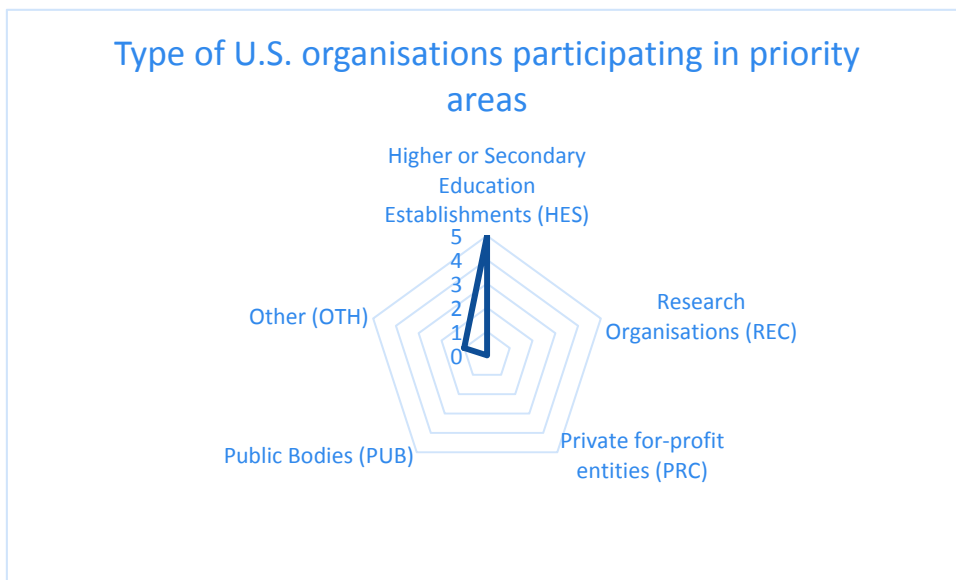 Type of U.S. organisations participating in priority
areas
Higher or Secondary
Education
Establishments (HES)
5
4
3
2
1
0
Other (OTH)
Research
Organisations (REC)
Public Bodies (PUB)
Private for-profit
entities (PRC)